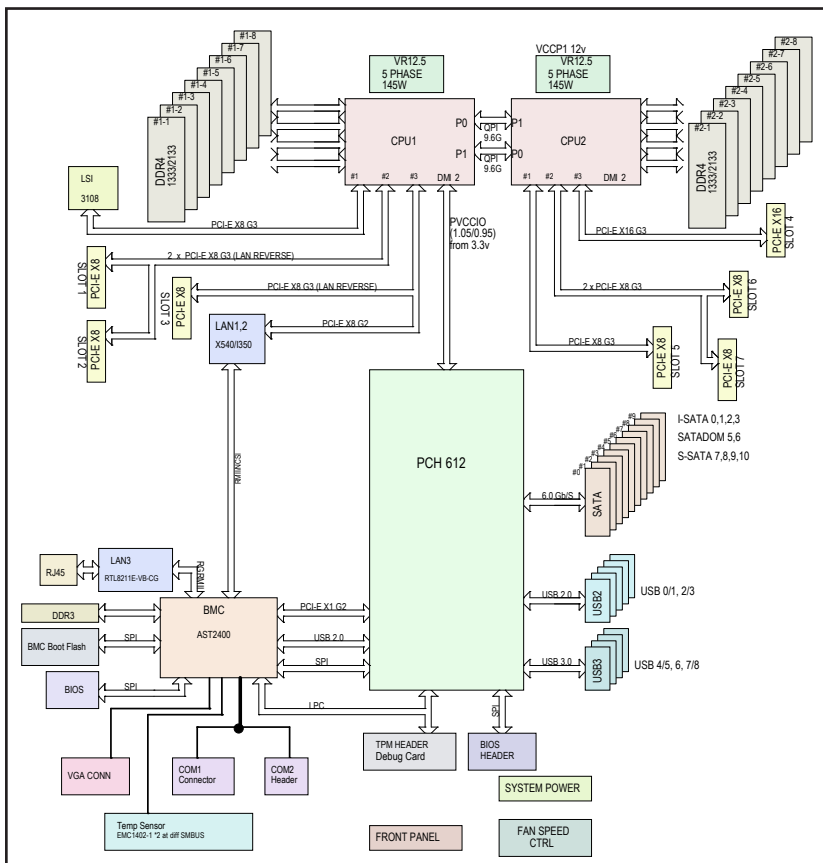 #1-8
#1-7
#1-6
#1-5
#1-4
#1-3
#1-2
#1-1
DDR4
1333/2133
VR12.5
5 PHASE
145W
VCCP1 12v
VR12.5
5 PHASE
145W
#2-8
#2-7
#2-6
#2-5
#2-4
#2-3
#2-2
#2-1
DDR4
1333/2133
CPU1
P0
P1
#1
#2
#3
DMI 2
QPI
9.6G
QPI
9.6G
P1
P0
CPU2
#1
#2
#3
DMI 2
LSI
3108
PCI-E X8 G3
PVCCIO
(1.05/0.95)
from 3.3v
PCI-E X16 G3
PCI-E X16
SLOT 4
2 x PCI-E X8 G3 (LAN REVERSE)
PCI-E X8
SLOT 1
PCI-E X8 G3 (LAN REVERSE)
PCI-E X8
SLOT 3
PCI-E X8
SLOT 2
2 x PCI-E X8 G3
PCI-E X8
SLOT 6
LAN1,2
X540/I350
PCI-E X8 G2
PCI-E X8 G3
PCI-E X8
SLOT 5
PCI-E X8
SLOT 7
PCH 612
#9
#8
#7
#6
#5
#4
#3
#2
#1
#0
SATA
6.0 Gb/S
I-SATA 0,1,2,3
SATADOM 5,6
S-SATA 7,8,9,10
RMII/NCSI
RJ45
LAN3
RTL8211E-VB-CG
RGRMII
USB 2.0
USB2
USB 0/1, 2/3
DDR3
BMC
AST2400
PCI-E X1 G2
BMC Boot Flash
SPI
USB 2.0
SPI
USB 3.0
USB3
USB 4/5, 6, 7/8
BIOS
SPI
LPC
SPI
TPM HEADER
Debug Card
BIOS
HEADER
VGA CONN
COM1
Connector
COM2
Header
SYSTEM POWER
Temp Sensor
EMC1402-1 *2 at diff SMBUS
FRONT PANEL
FAN SPEED
CTRL